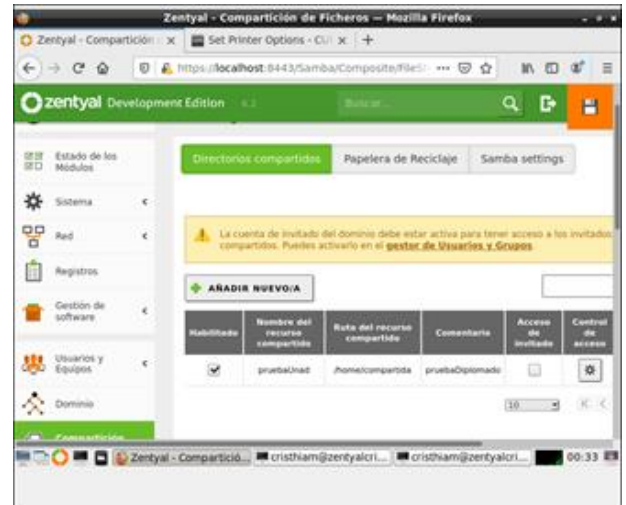 Zentyal - Compartición de Ficheros — Mozilla Firefox
Zentyal - Compartición
Set Printer Options - CU
https://localhost:8443/Samba/Composite/FileS
zentyal Development Edition 6.2
Buscar...
Estado de los
Módulos
Sistema
Red
Registros
Gestión de
software
Usuarios y
Equipos
Dominio
Compartición
Directorios compartidos
Papelera de Reciclaje
Samba settings
La cuenta de invitado del dominio debe estar activa para tener acceso a los invitados
compartidos. Puedes activarlo en el gestor de Usuarios y Grupos
AÑADIR NUEVO/A
Habilitado
Nombre del
recurso
compartido
Ruta del recurso
compartido
Comentario
Acceso
de
invitado
Control
de
acceso
pruebaUnad
/home/compartida
pruebaDiplomado
10
Zentyal - Compartició...
cristhiam@zentyalcri...
cristhiam@zentyalcri...
00:33